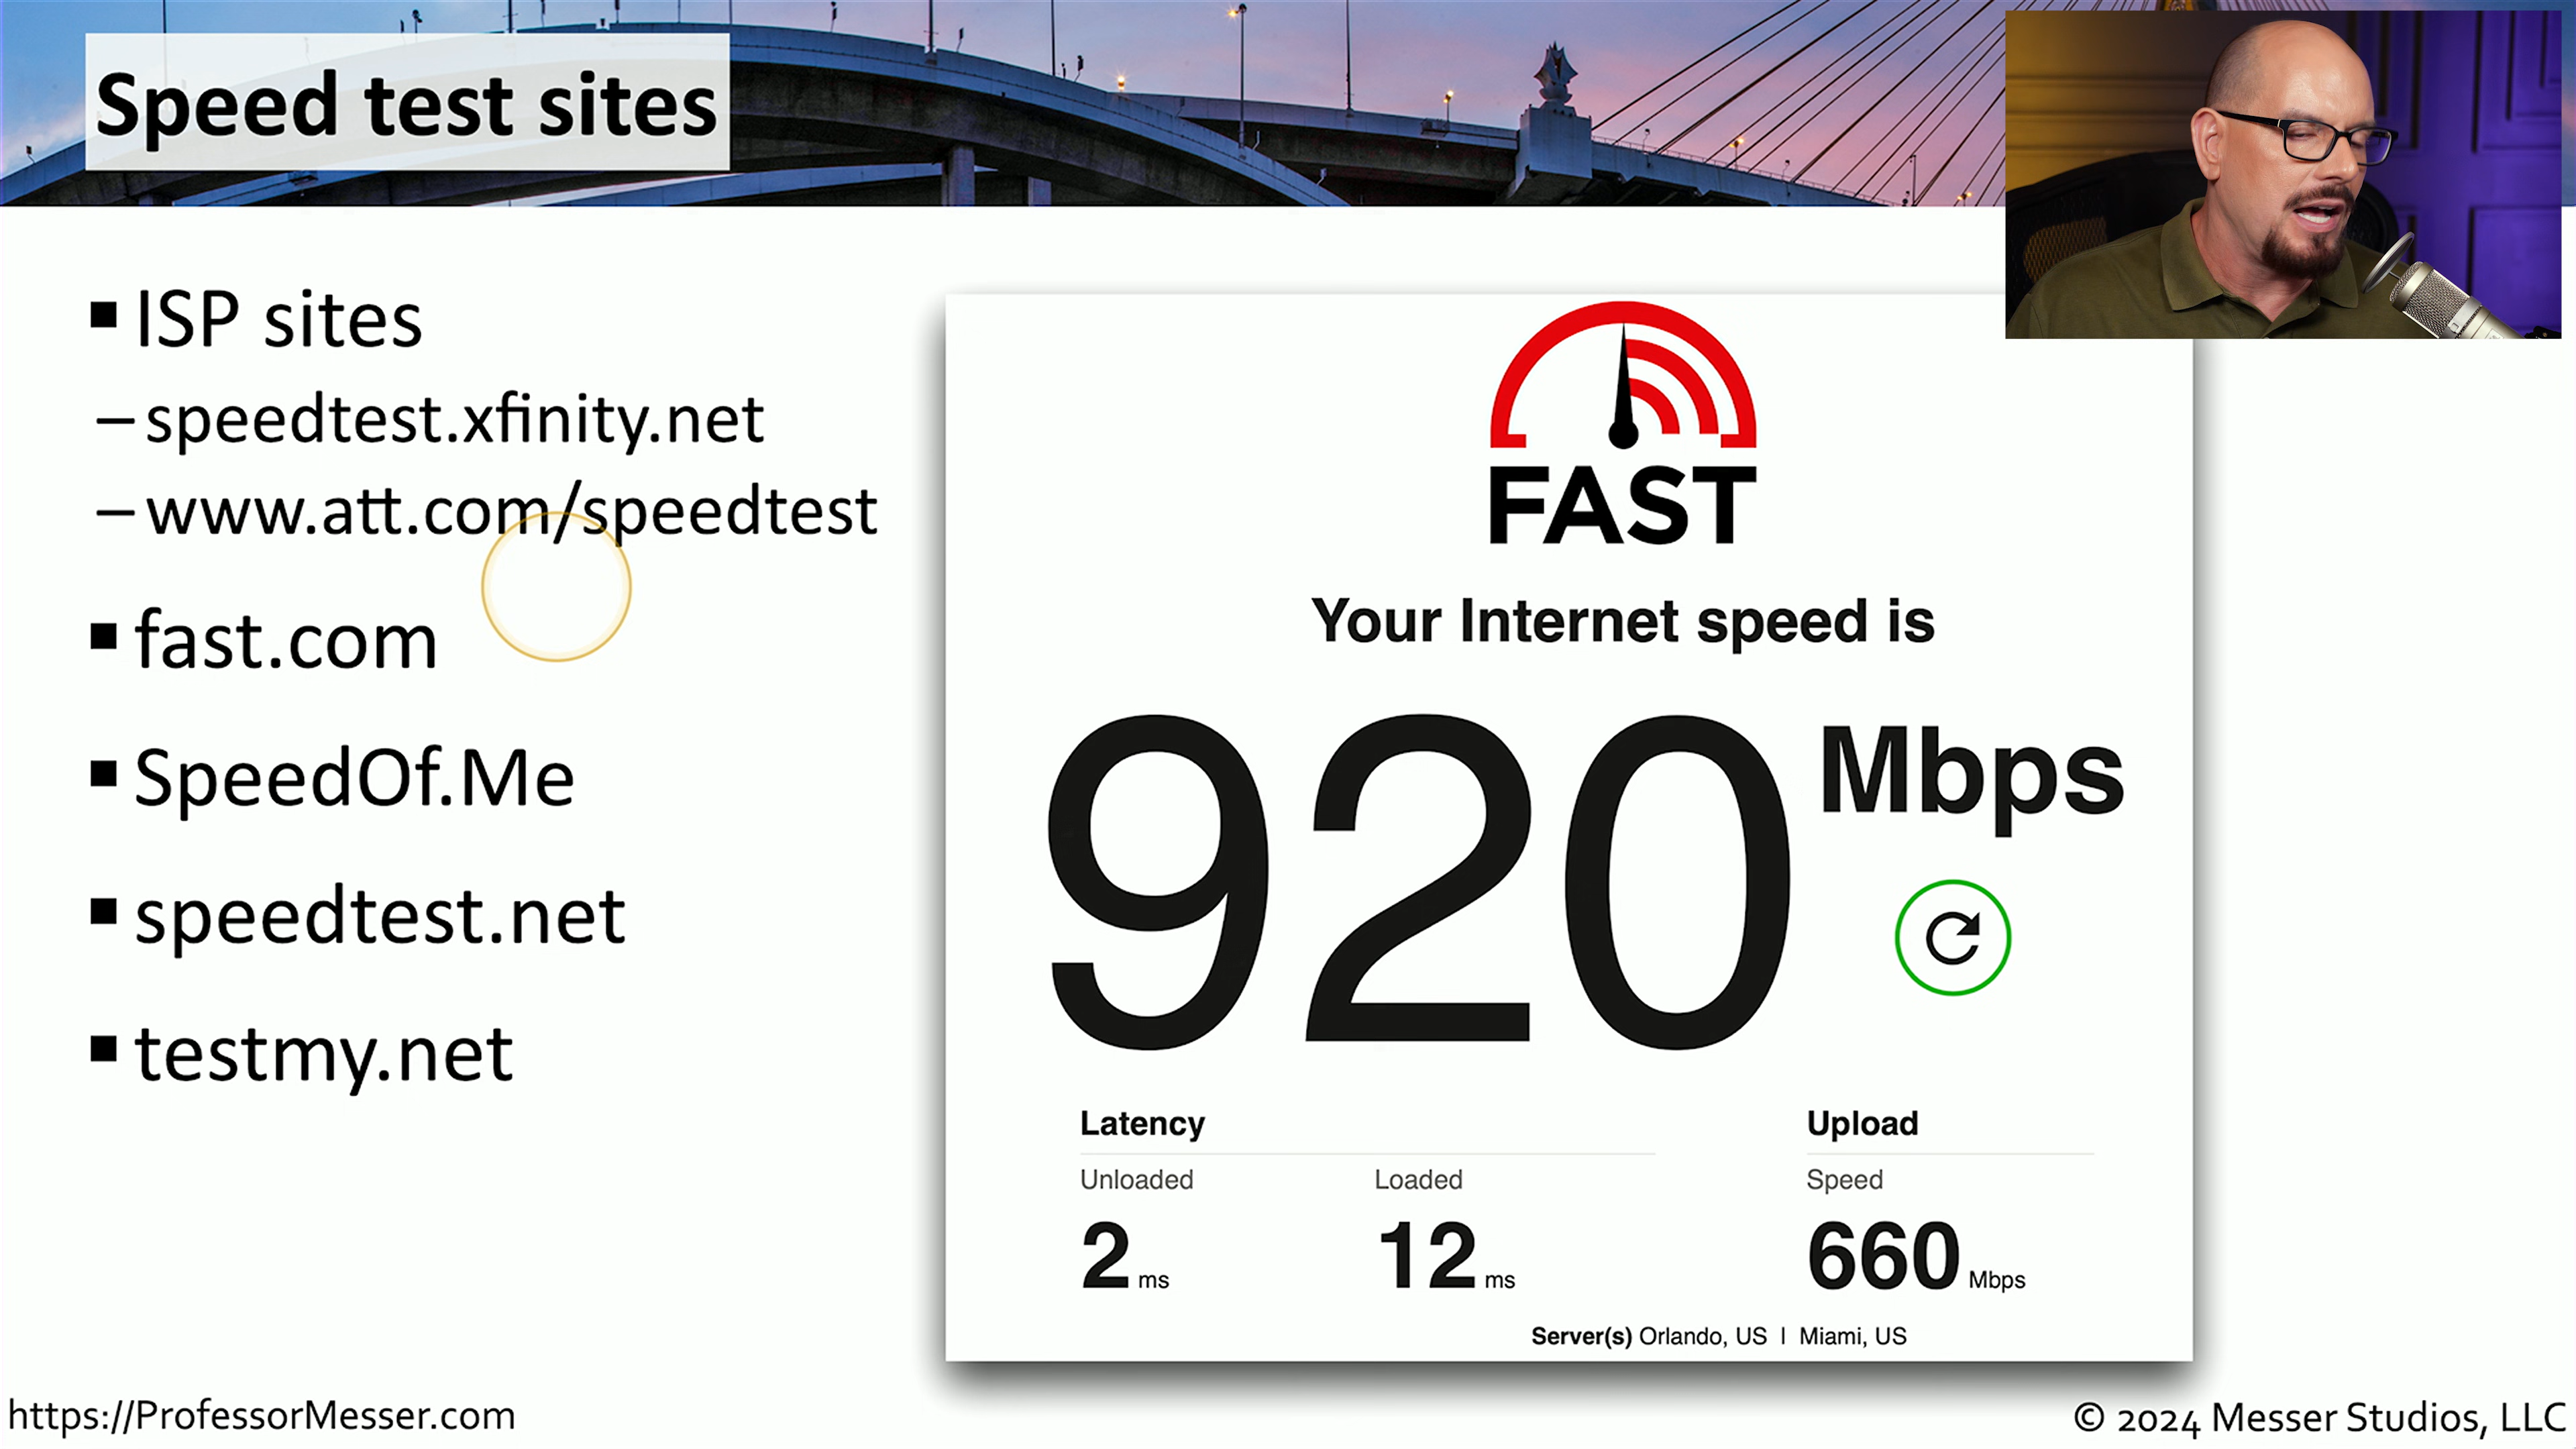 Speed test sites
▪ ISP sites
– speedtest.xfinity.net
– www.att.com/speedtest
▪ fast.com
▪ SpeedOf.Me
▪ speedtest.net
▪ testmy.net
FAST
Your Internet speed is
920 Mbps
Latency
Unloaded Loaded
2 ms 12 ms
Upload
Speed
660 Mbps
Server(s) Orlando, US | Miami, US
https://ProfessorMesser.com
© 2024 Messer Studios, LLC